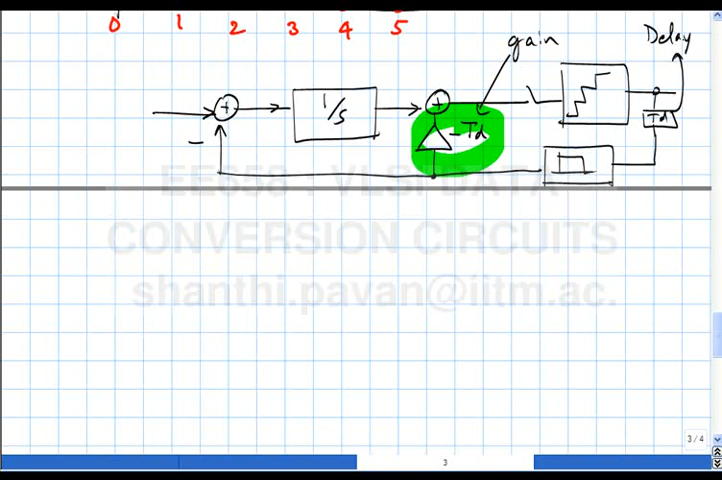 0 1 2 3 4 5
gain
Delay
+
1/s
+
- Td
Td
-
EE658 : VLSI DATA
CONVERSION CIRCUITS
shanthi.pavan@iitm.ac.
3 / 4
3